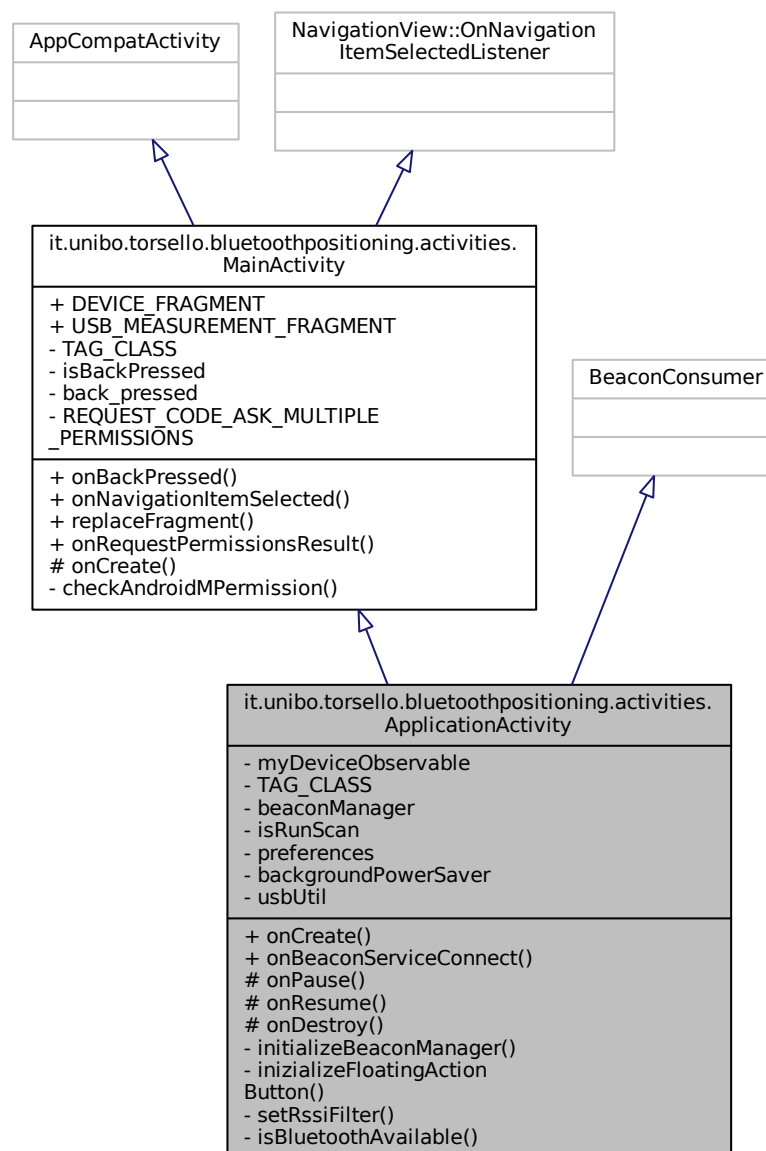 AppCompatActivity
NavigationView::OnNavigation
ItemSelectedListener
it.unibo.torsello.bluetoothpositioning.activities.
MainActivity
+ DEVICE_FRAGMENT
+ USB_MEASUREMENT_FRAGMENT
- TAG_CLASS
- isBackPressed
- back_pressed
- REQUEST_CODE_ASK_MULTIPLE
_PERMISSIONS
+ onBackPressed()
+ onNavigationItemSelected()
+ replaceFragment()
+ onRequestPermissionsResult()
# onCreate()
- checkAndroidMPermission()
BeaconConsumer
it.unibo.torsello.bluetoothpositioning.activities.
ApplicationActivity
- myDeviceObservable
- TAG_CLASS
- beaconManager
- isRunScan
- preferences
- backgroundPowerSaver
- usbUtil
+ onCreate()
+ onBeaconServiceConnect()
# onPause()
# onResume()
# onDestroy()
- initializeBeaconManager()
- inizializeFloatingAction
Button()
- setRssiFilter()
- isBluetoothAvailable()